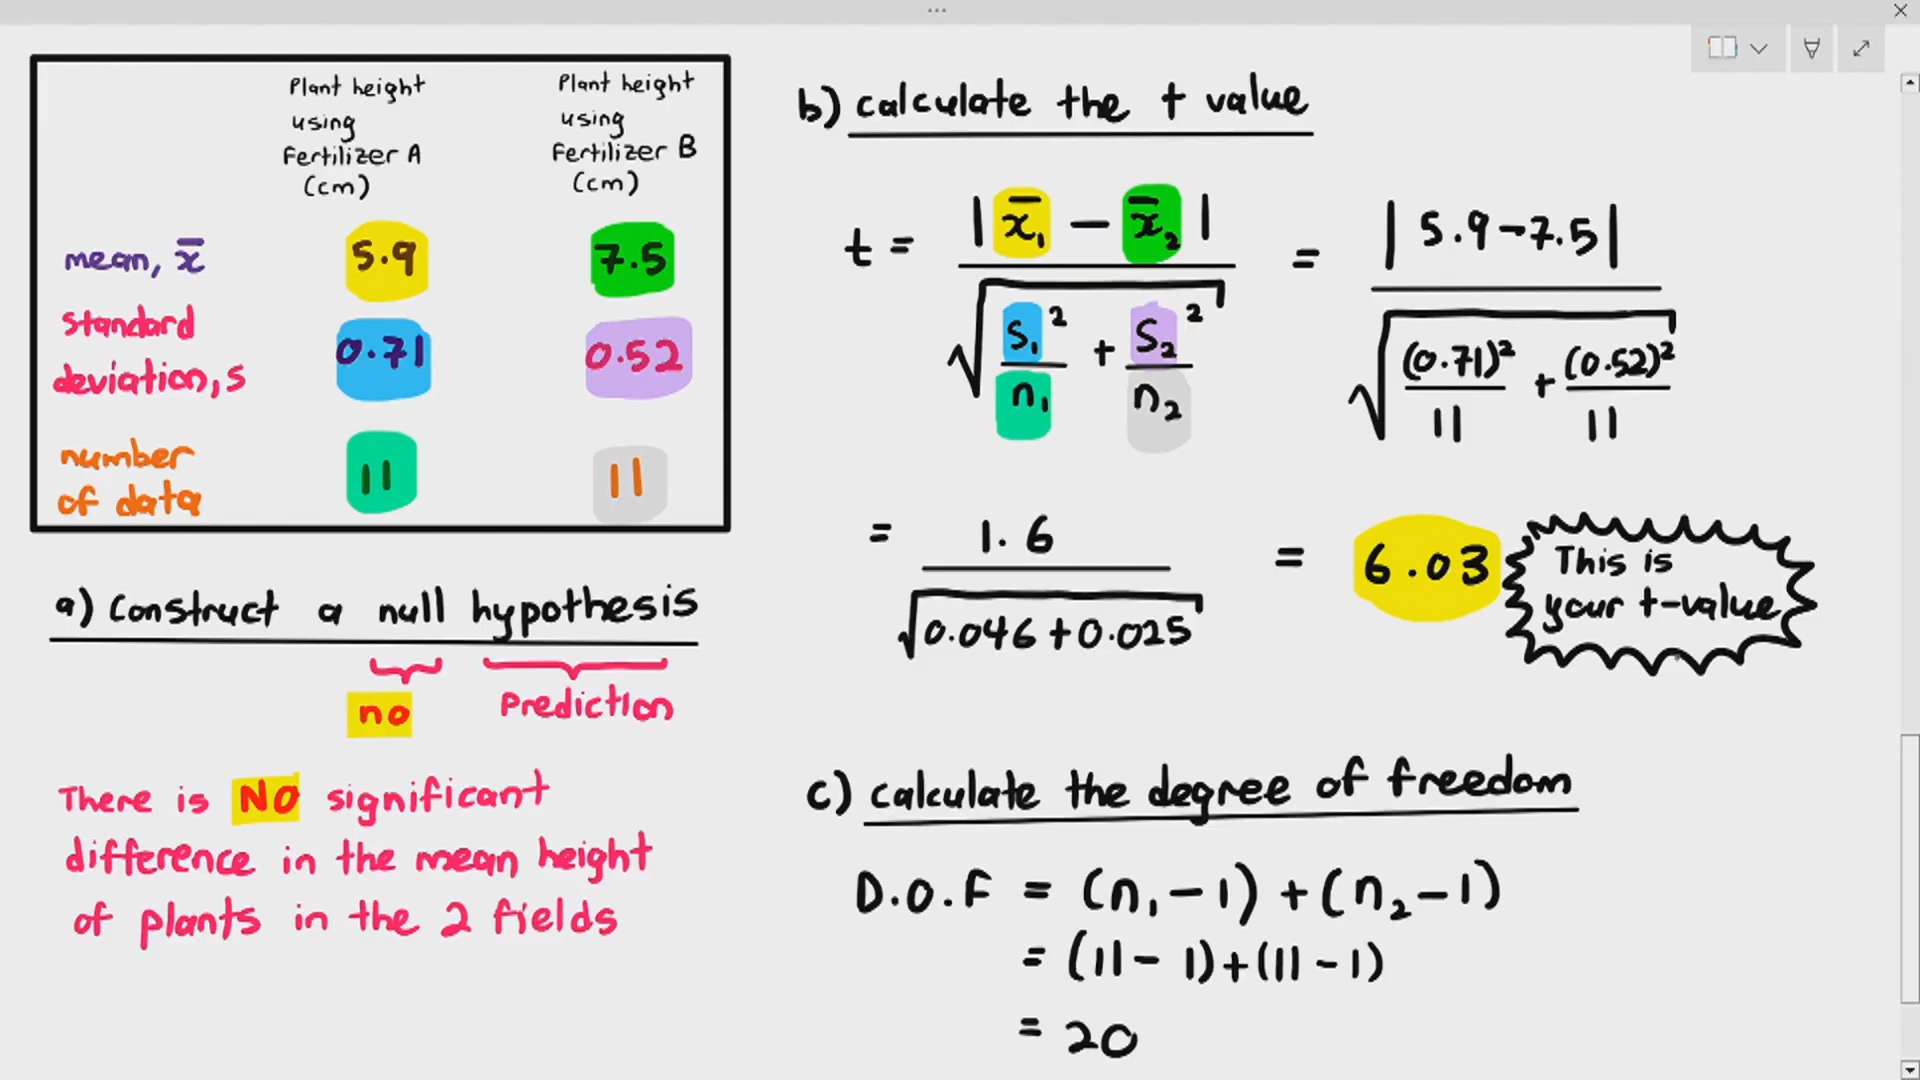 Plant height
using
Fertilizer A
(cm)
Plant height
using
Fertilizer B
(cm)
mean, x̄ 5.9 7.5
standard
deviation, s 0.71 0.52
number
of data 11 11
a) Construct a null hypothesis
no prediction
There is NO significant
difference in the mean height
of plants in the 2 fields
b) calculate the t value
t = |x̄₁ − x̄₂| / √(s₁²/n₁ + s₂²/n₂) = |5.9−7.5| / √((0.71)²/11 + (0.52)²/11)
= 1.6 / √(0.046+0.025) = 6.03
This is
your t-value
c) calculate the degree of freedom
D.O.F = (n₁−1)+(n₂−1)
= (11−1)+(11−1)
= 20